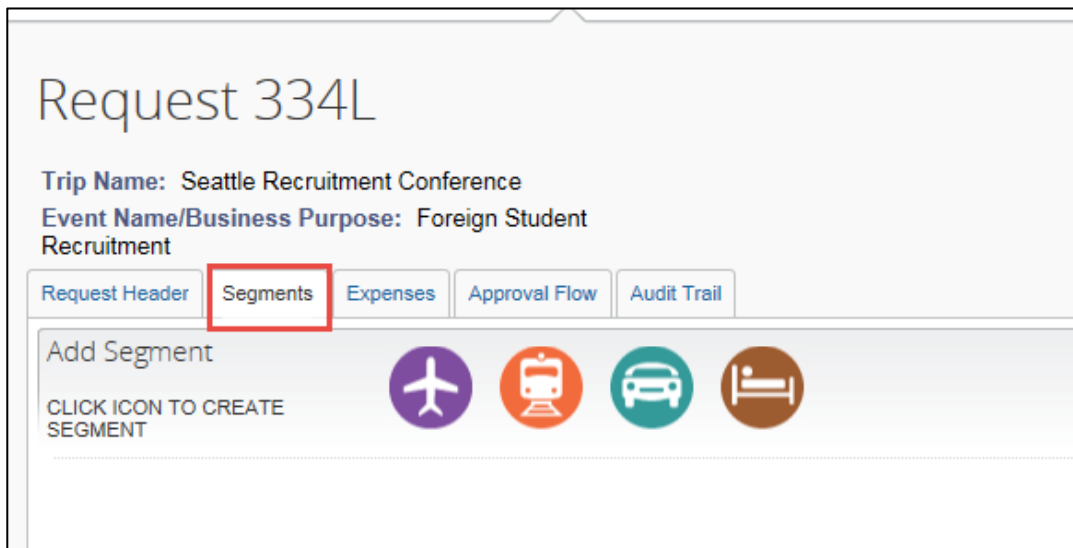 Request 334L
Trip Name: Seattle Recruitment Conference
Event Name/Business Purpose: Foreign Student
Recruitment
Request Header Segments Expenses Approval Flow Audit Trail
Add Segment
CLICK ICON TO CREATE
SEGMENT